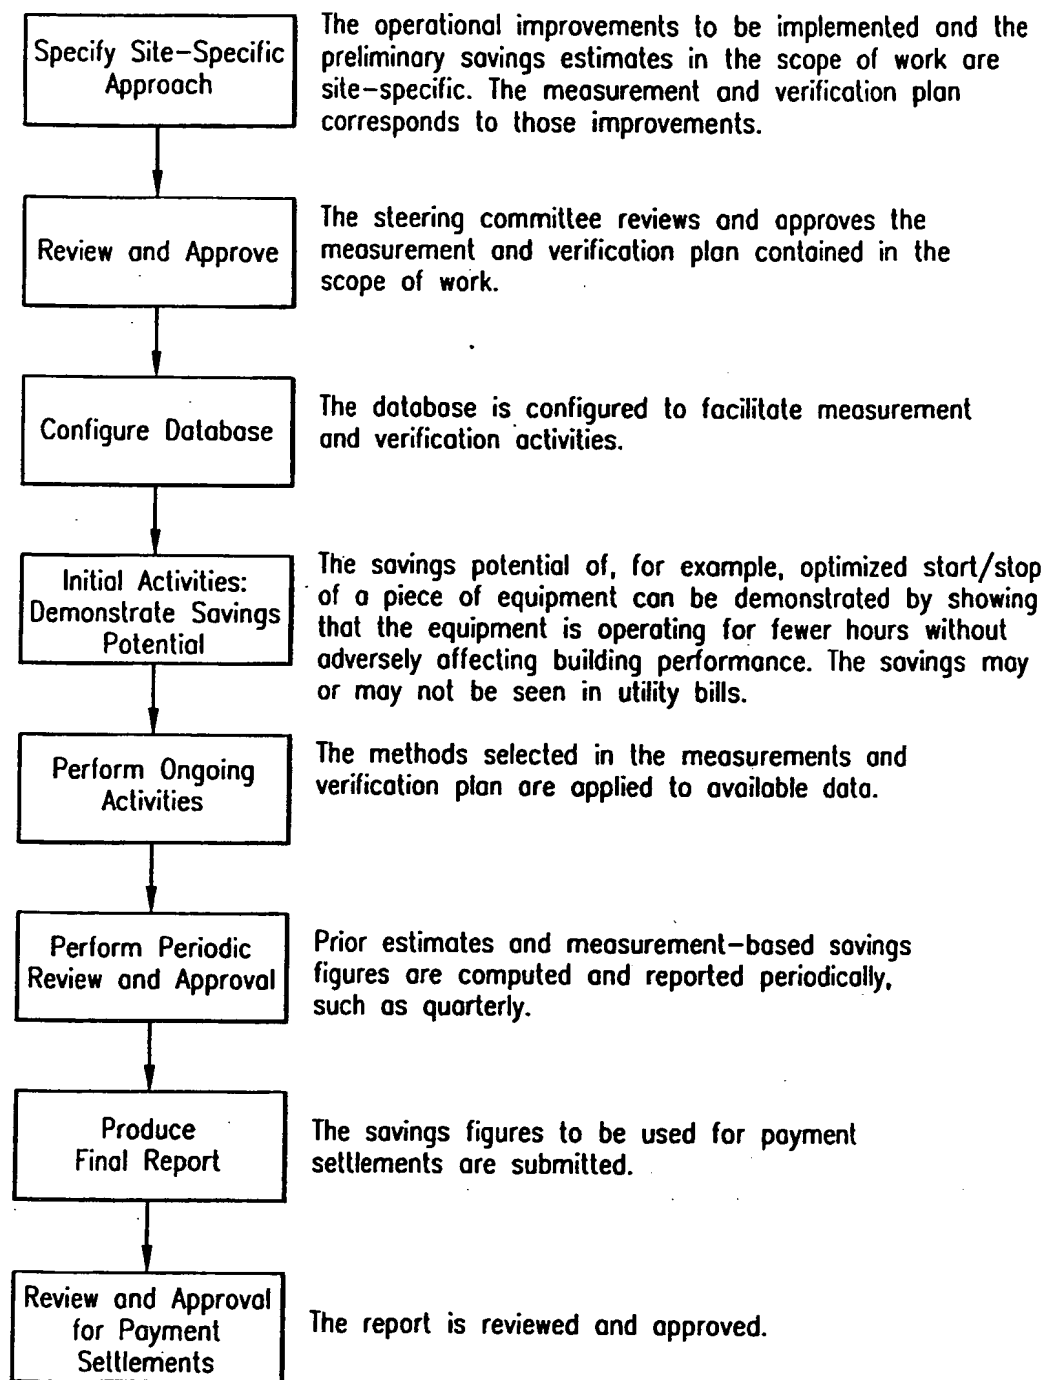 Specify Site-Specific
Approach
The operational improvements to be implemented and the
preliminary savings estimates in the scope of work are
site-specific. The measurement and verification plan
corresponds to those improvements.
Review and Approve
The steering committee reviews and approves the
measurement and verification plan contained in the
scope of work.
Configure Database
The database is configured to facilitate measurement
and verification activities.
Initial Activities:
Demonstrate Savings
Potential
The savings potential of, for example, optimized start/stop
of a piece of equipment can be demonstrated by showing
that the equipment is operating for fewer hours without
adversely affecting building performance. The savings may
or may not be seen in utility bills.
Perform Ongoing
Activities
The methods selected in the measurements and
verification plan are applied to available data.
Perform Periodic
Review and Approval
Prior estimates and measurement-based savings
figures are computed and reported periodically,
such as quarterly.
Produce
Final Report
The savings figures to be used for payment
settlements are submitted.
Review and Approval
for Payment
Settlements
The report is reviewed and approved.